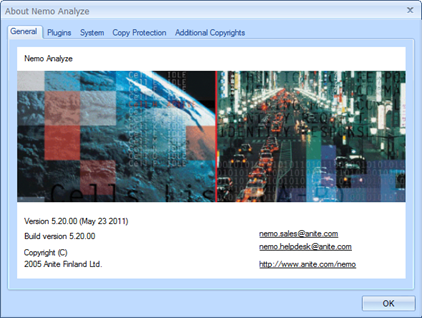 About Nemo Analyze
General Plugins System Copy Protection Additional Copyrights
Nemo Analyze
IDLE
Cells
Version 5.20.00 (May 23 2011)
Build version 5.20.00
nemo.sales@anite.com
nemo.helpdesk@anite.com
Copyright (C)
2005 Anite Finland Ltd.
http://www.anite.com/nemo
OK